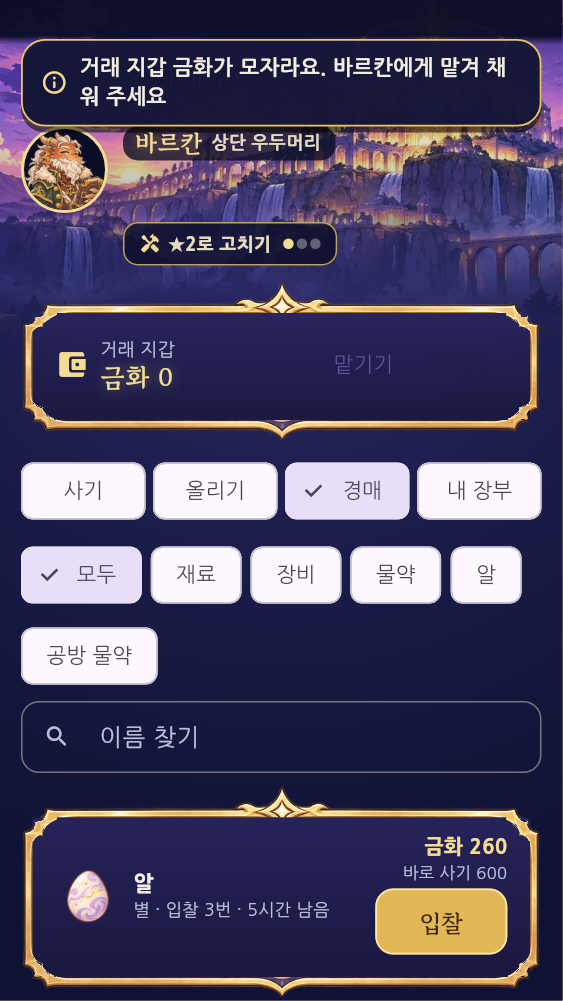 거래 지갑 금화가 모자라요. 바르칸에게 맡겨 채
워 주세요
바르칸 상단 우두머리
★2로 고치기
거래 지갑
금화 0
맡기기
사기
올리기
경매
내 장부
모두
재료
장비
물약
알
공방 물약
이름 찾기
금화 260
바로 사기 600
알
별 · 입찰 3번 · 5시간 남음
입찰